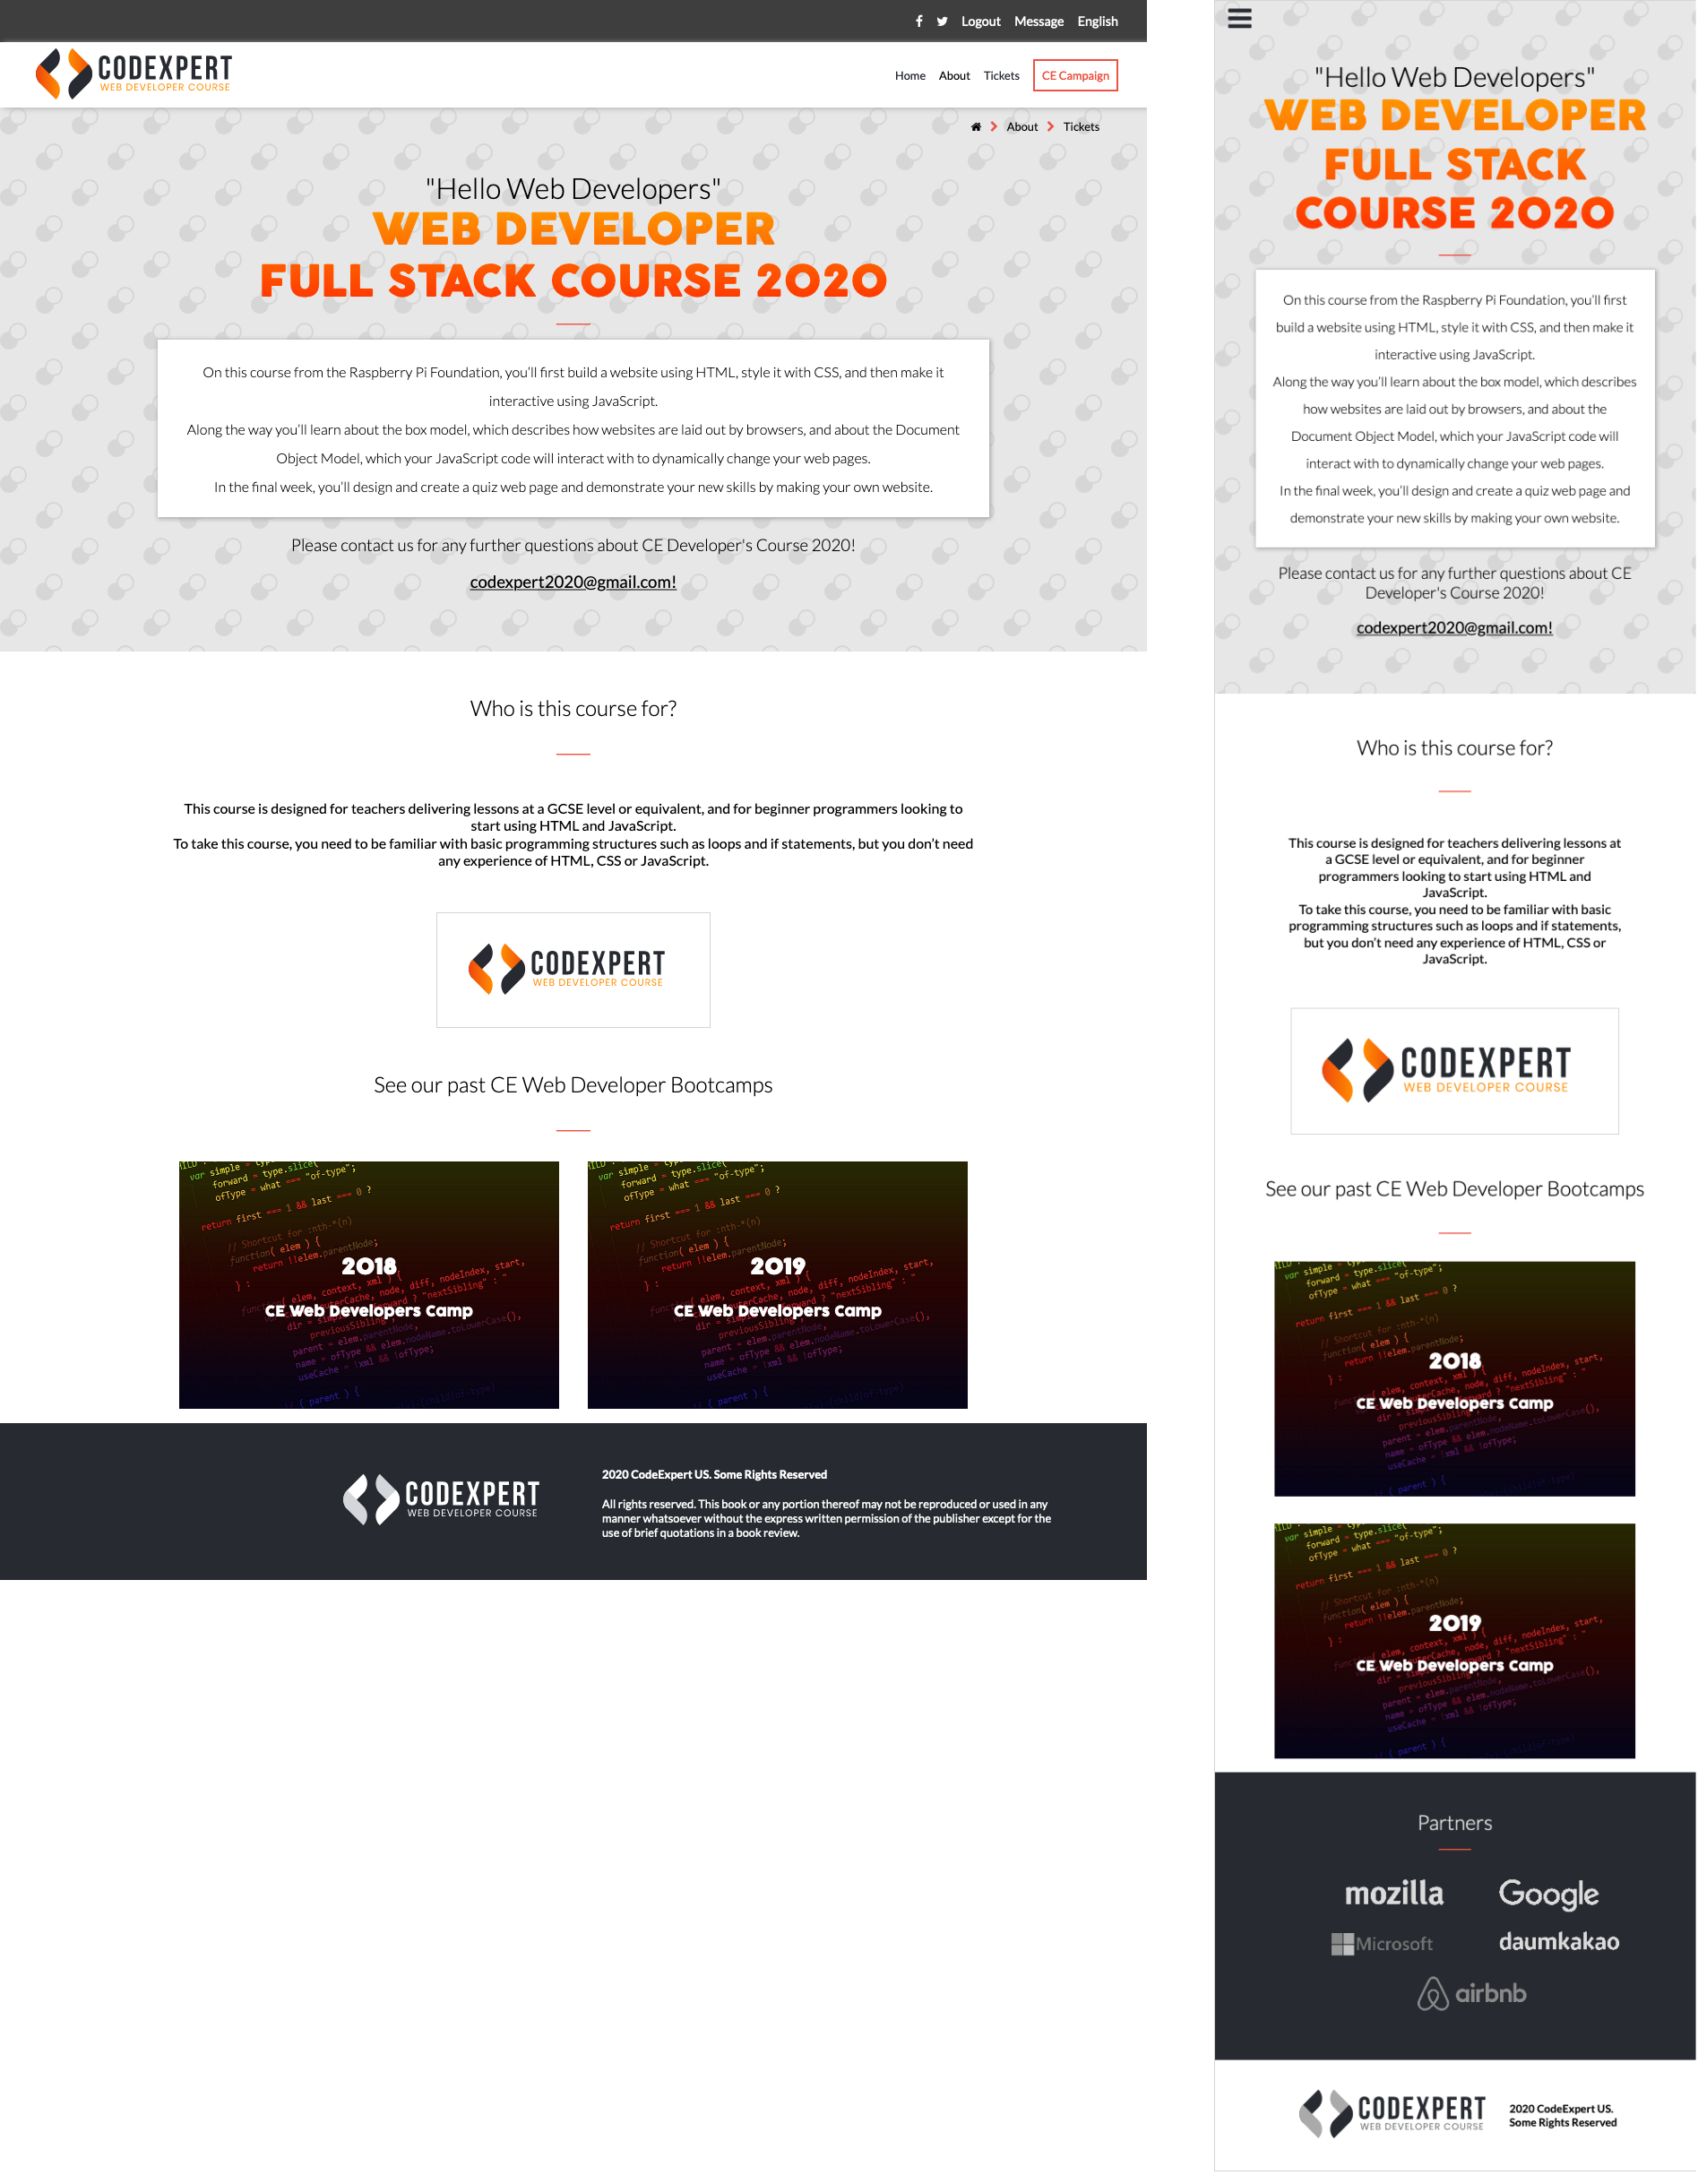 Logout Message English
CODEXPERT
WEB DEVELOPER COURSE
Home About Tickets CE Campaign
About Tickets
"Hello Web Developers"
WEB DEVELOPER
FULL STACK COURSE 2020
On this course from the Raspberry Pi Foundation, you'll first build a website using HTML, style it with CSS, and then make it
interactive using JavaScript.
Along the way you'll learn about the box model, which describes how websites are laid out by browsers, and about the Document
Object Model, which your JavaScript code will interact with to dynamically change your web pages.
In the final week, you'll design and create a quiz web page and demonstrate your new skills by making your own website.
Please contact us for any further questions about CE Developer's Course 2020!
codexpert2020@gmail.com!
Who is this course for?
This course is designed for teachers delivering lessons at a GCSE level or equivalent, and for beginner programmers looking to
start using HTML and JavaScript.
To take this course, you need to be familiar with basic programming structures such as loops and if statements, but you don't need
any experience of HTML, CSS or JavaScript.
CODEXPERT
WEB DEVELOPER COURSE
See our past CE Web Developer Bootcamps
2018
CE Web Developers Camp
2019
CE Web Developers Camp
CODEXPERT
WEB DEVELOPER COURSE
2020 CodeExpert US. Some Rights Reserved
All rights reserved. This book or any portion thereof may not be reproduced or used in any
manner whatsoever without the express written permission of the publisher except for the
use of brief quotations in a book review.
"Hello Web Developers"
WEB DEVELOPER
FULL STACK
COURSE 2020
On this course from the Raspberry Pi Foundation, you'll first
build a website using HTML, style it with CSS, and then make it
interactive using JavaScript.
Along the way you'll learn about the box model, which describes
how websites are laid out by browsers, and about the
Document Object Model, which your JavaScript code will
interact with to dynamically change your web pages.
In the final week, you'll design and create a quiz web page and
demonstrate your new skills by making your own website.
Please contact us for any further questions about CE
Developer's Course 2020!
codexpert2020@gmail.com!
Who is this course for?
This course is designed for teachers delivering lessons at
a GCSE level or equivalent, and for beginner
programmers looking to start using HTML and
JavaScript.
To take this course, you need to be familiar with basic
programming structures such as loops and if statements,
but you don't need any experience of HTML, CSS or
JavaScript.
CODEXPERT
WEB DEVELOPER COURSE
See our past CE Web Developer Bootcamps
2018
CE Web Developers Camp
2019
CE Web Developers Camp
Partners
mozilla Google
Microsoft daumkakao
airbnb
CODEXPERT
WEB DEVELOPER COURSE
2020 CodeExpert US.
Some Rights Reserved